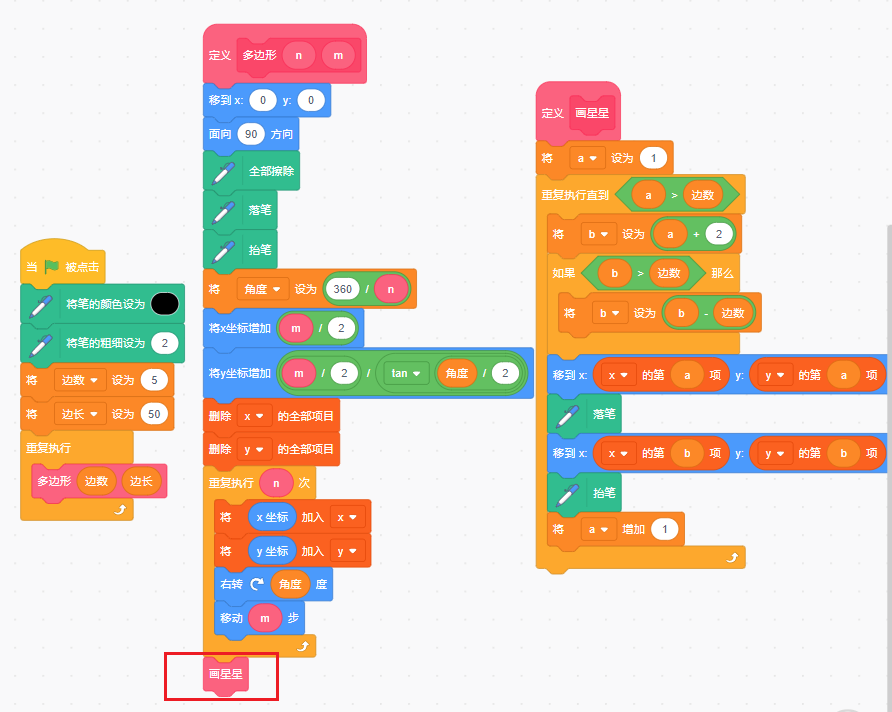 当 被点击
将笔的颜色设为
将笔的粗细设为 2
将 边数 设为 5
将 边长 设为 50
重复执行
多边形 边数 边长
定义 多边形 n m
移到 x: 0 y: 0
面向 90 方向
全部擦除
落笔
抬笔
将 角度 设为 360 / n
将x坐标增加 m / 2
将y坐标增加 m / 2 / tan 角度 / 2
删除 x 的全部项目
删除 y 的全部项目
重复执行 n 次
将 x 坐标 加入 x
将 y 坐标 加入 y
右转 角度 度
移动 m 步
画星星
定义 画星星
将 a 设为 1
重复执行直到 a > 边数
将 b 设为 a + 2
如果 b > 边数 那么
将 b 设为 b - 边数
移到 x: x 的第 a 项 y: y 的第 a 项
落笔
移到 x: x 的第 b 项 y: y 的第 b 项
抬笔
将 a 增加 1